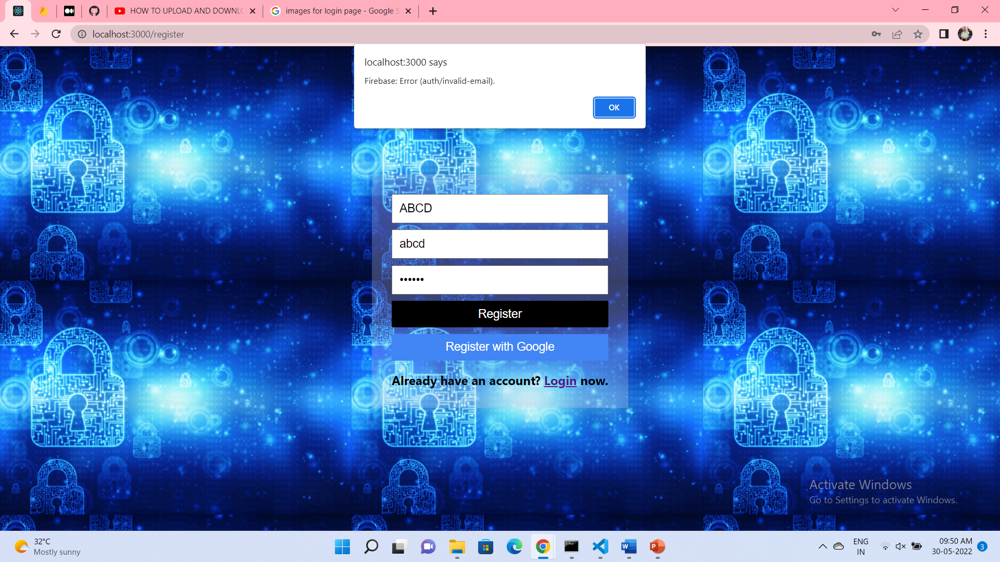 HOW TO UPLOAD AND DOWNLO
images for login page - Google S
localhost:3000/register
localhost:3000 says
Firebase: Error (auth/invalid-email).
OK
ABCD
abcd
••••••
Register
Register with Google
Already have an account? Login now.
Activate Windows
Go to Settings to activate Windows.
32°C
Mostly sunny
ENG
IN
09:50 AM
30-05-2022
3